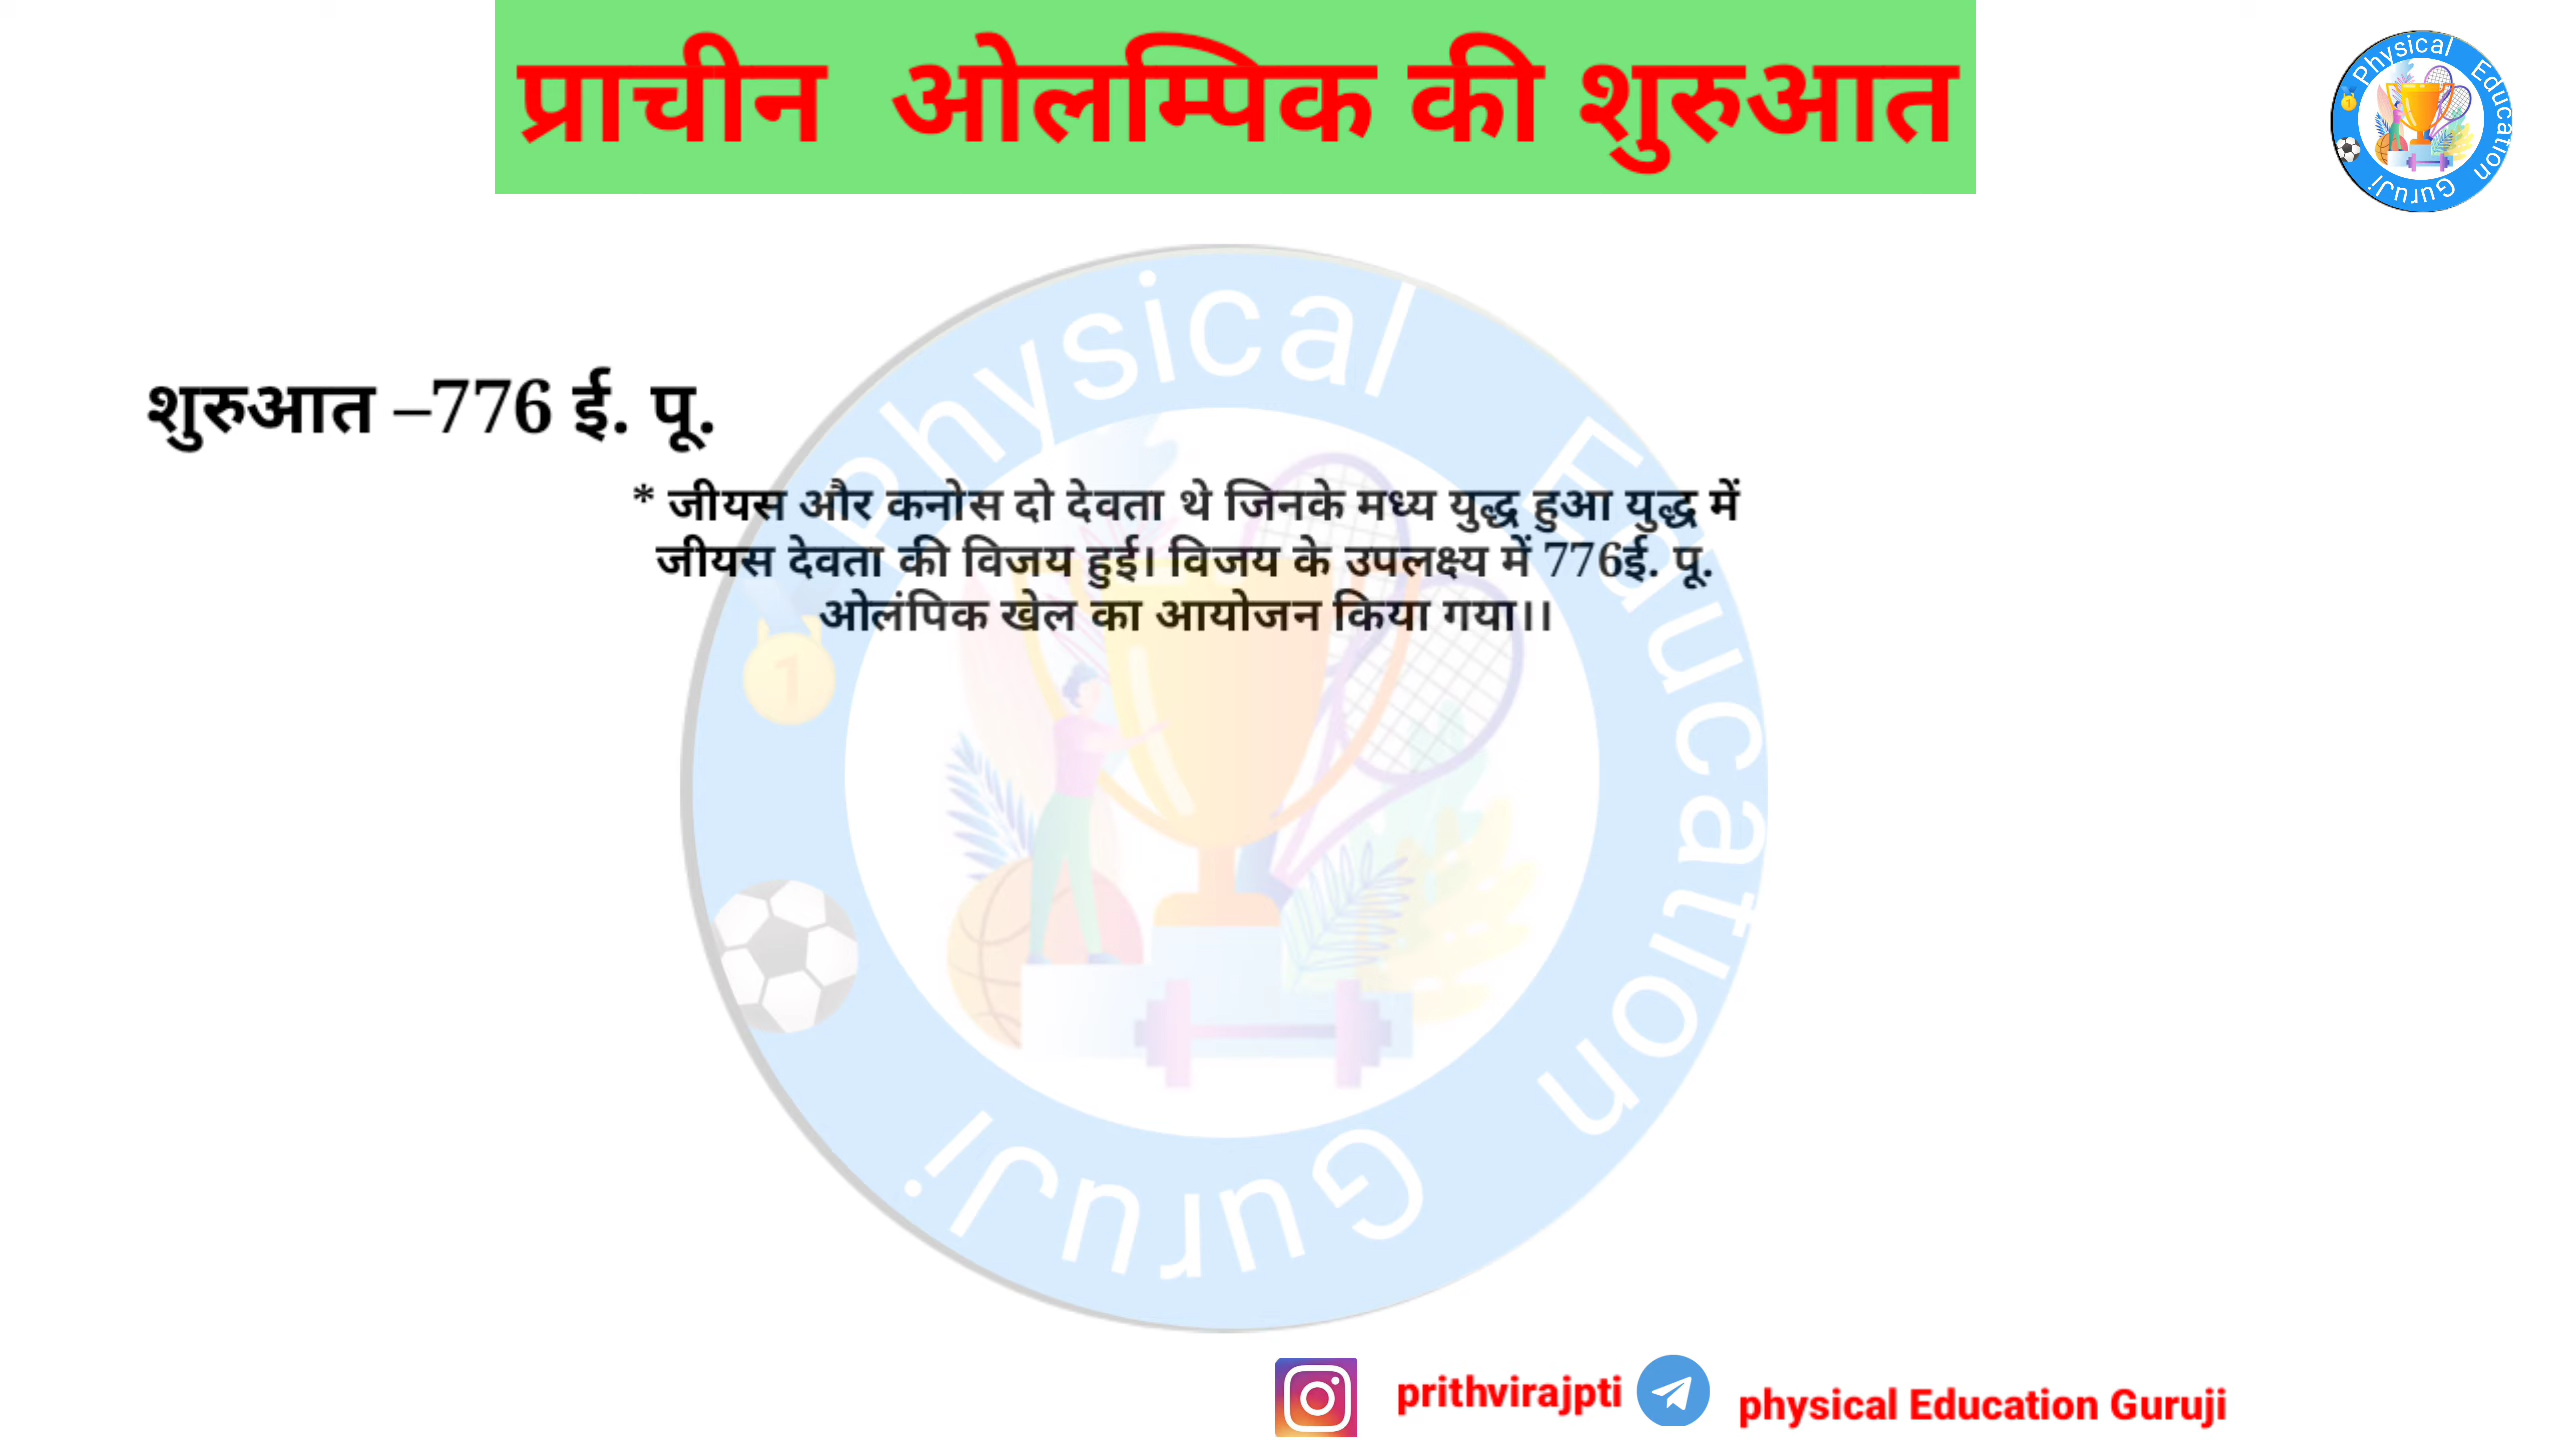 प्राचीन ओलम्पिक की शुरुआत
Physical Education Guruji
शुरुआत –776 ई. पू.
* जीयस और कनोस दो देवता थे जिनके मध्य युद्ध हुआ युद्ध में
जीयस देवता की विजय हुई। विजय के उपलक्ष्य में 776ई. पू.
ओलंपिक खेल का आयोजन किया गया।।
Physical Education Guruji
1
prithvirajpti
physical Education Guruji